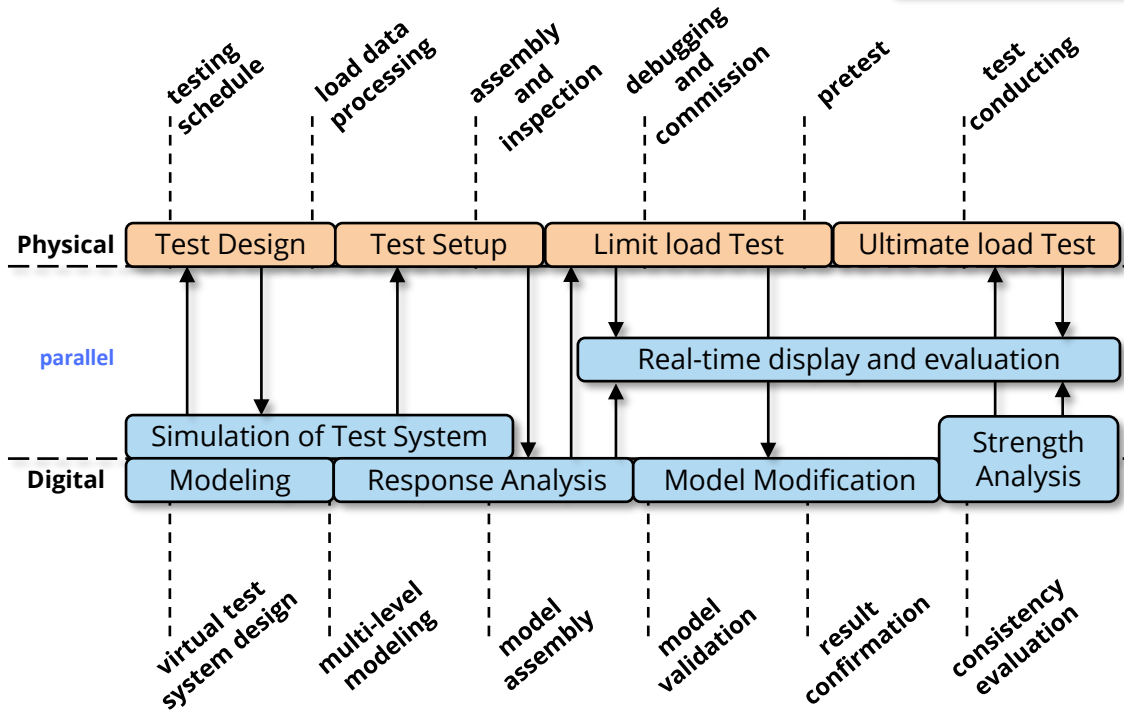 testing
schedule
load data
processing
assembly
and
inspection
debugging
and
commission
pretest
test
conducting
Physical
Test Design
Test Setup
Limit load Test
Ultimate load Test
parallel
Real-time display and evaluation
Simulation of Test System
Strength
Analysis
Digital
Modeling
Response Analysis
Model Modification
virtual test
system design
multi-level
modeling
model
assembly
model
validation
result
confirmation
consistency
evaluation